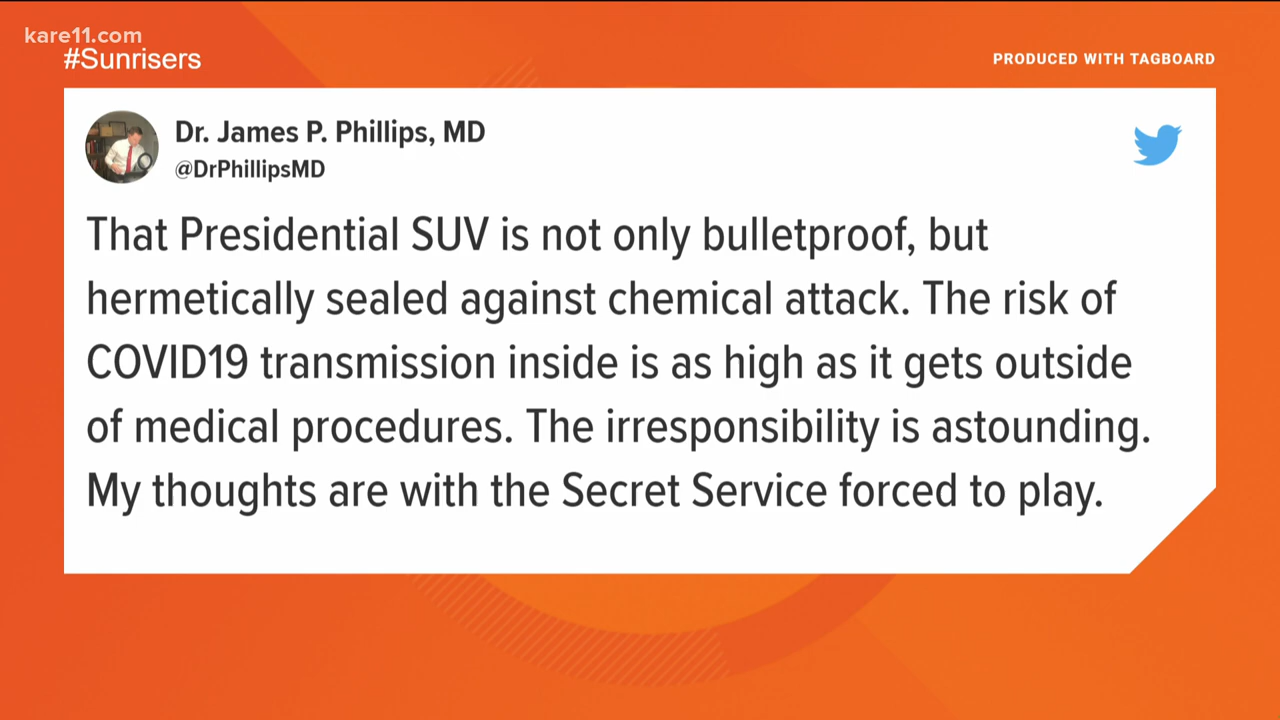 kare11.com
#Sunrisers
PRODUCED WITH TAGBOARD
Dr. James P. Phillips, MD
@DrPhillipsMD
That Presidential SUV is not only bulletproof, but
hermetically sealed against chemical attack. The risk of
COVID19 transmission inside is as high as it gets outside
of medical procedures. The irresponsibility is astounding.
My thoughts are with the Secret Service forced to play.